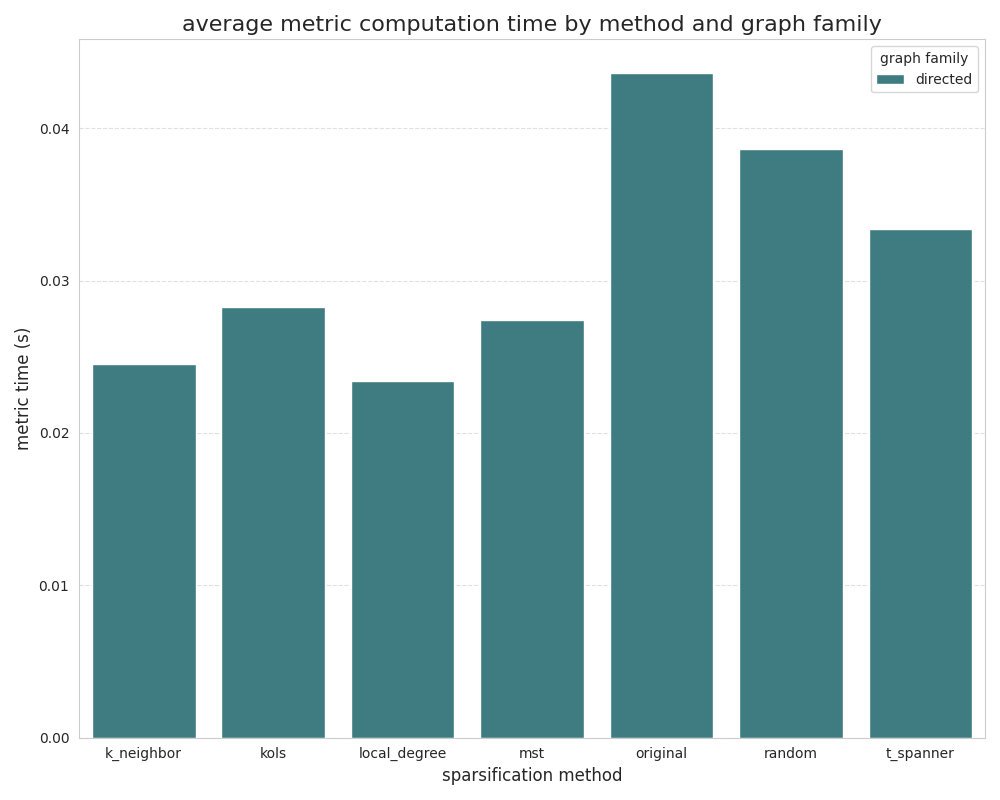 average metric computation time by method and graph family
graph family
directed
metric time (s)
0.04
0.03
0.02
0.01
0.00
k_neighbor
kols
local_degree
mst
original
random
t_spanner
sparsification method